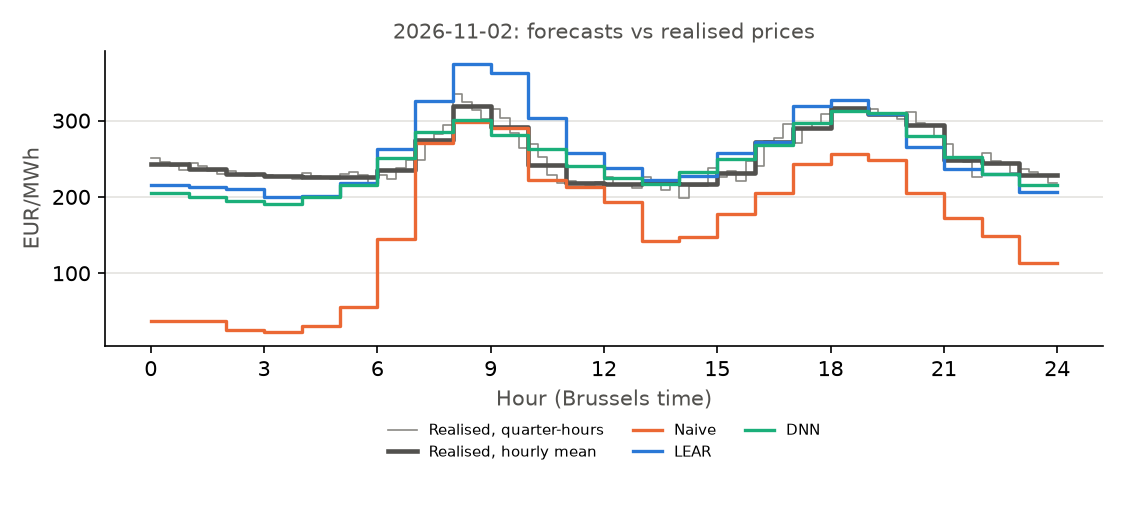 2026-11-02: forecasts vs realised prices
EUR/MWh
300
200
100
0 3 6 9 12 15 18 21 24
Hour (Brussels time)
Realised, quarter-hours Naive DNN
Realised, hourly mean LEAR